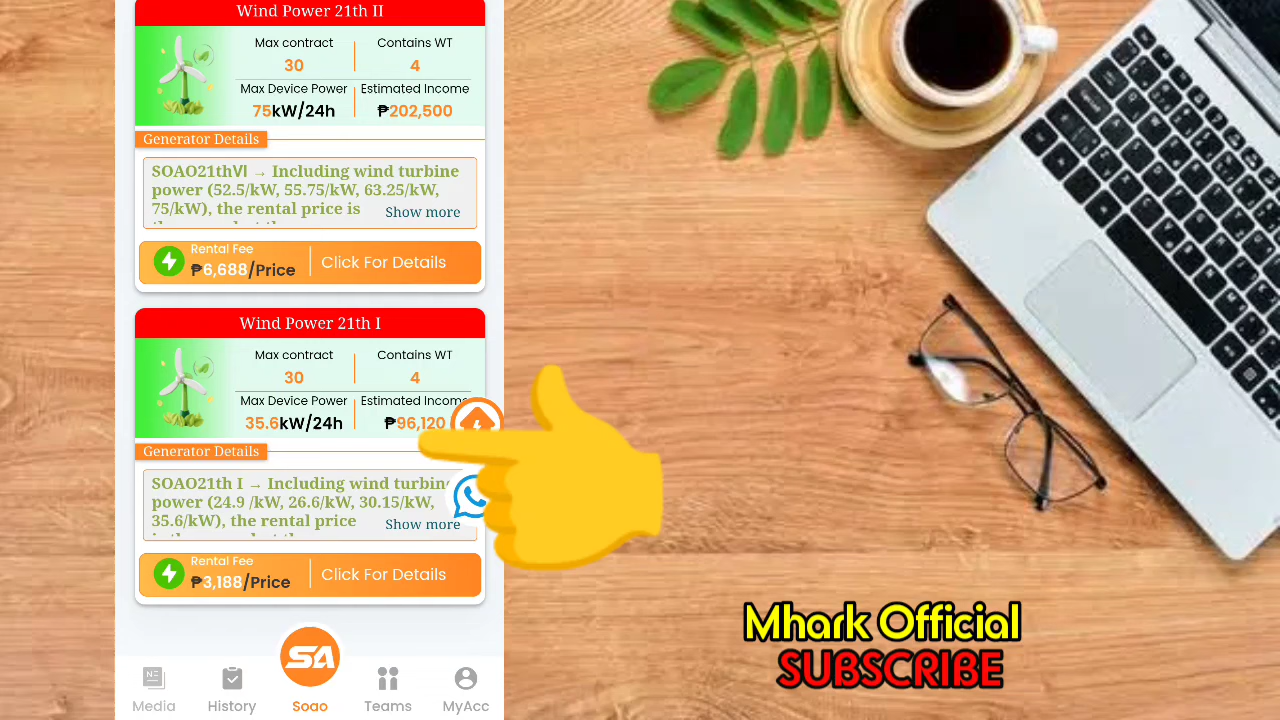 Wind Power 21th II
Max contract
30
Contains WT
4
Max Device Power
75kW/24h
Estimated Income
₱202,500
Generator Details
SOAO21thⅥ → Including wind turbine
power (52.5/kW, 55.75/kW, 63.25/kW,
75/kW), the rental price is
Show more
Rental Fee
₱6,688/Price
Click For Details
Wind Power 21th I
Max contract
30
Contains WT
4
Max Device Power
35.6kW/24h
Estimated Income
₱96,120
Generator Details
SOAO21th I → Including wind turbine
power (24.9 /kW, 26.6/kW, 30.15/kW,
35.6/kW), the rental price
Show more
Rental Fee
₱3,188/Price
Click For Details
SA
Media
History
Soao
Teams
MyAcc
Mhark Official
SUBSCRIBE